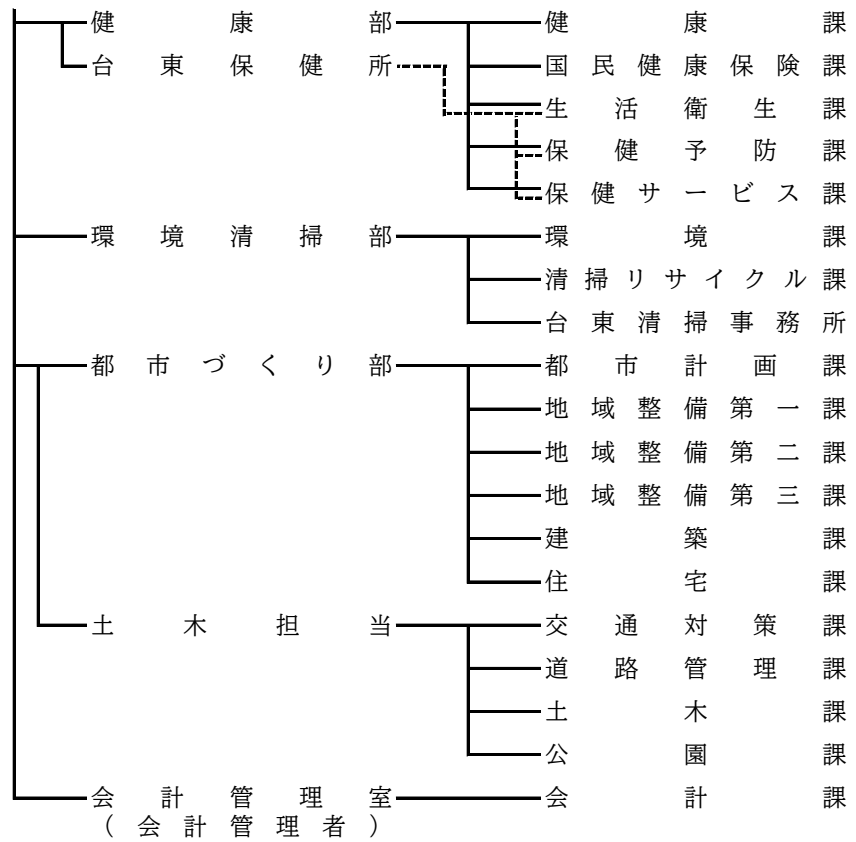 健康部 健康課
台東保健所 国民健康保険課
生活衛生課
保健予防課
保健サービス課
環境清掃部 環境課
清掃リサイクル課
台東清掃事務所
都市づくり部 都市計画課
地域整備第一課
地域整備第二課
地域整備第三課
建築課
住宅課
土木担当 交通対策課
道路管理課
土木課
公園課
会計管理室 会計課
(会計管理者)